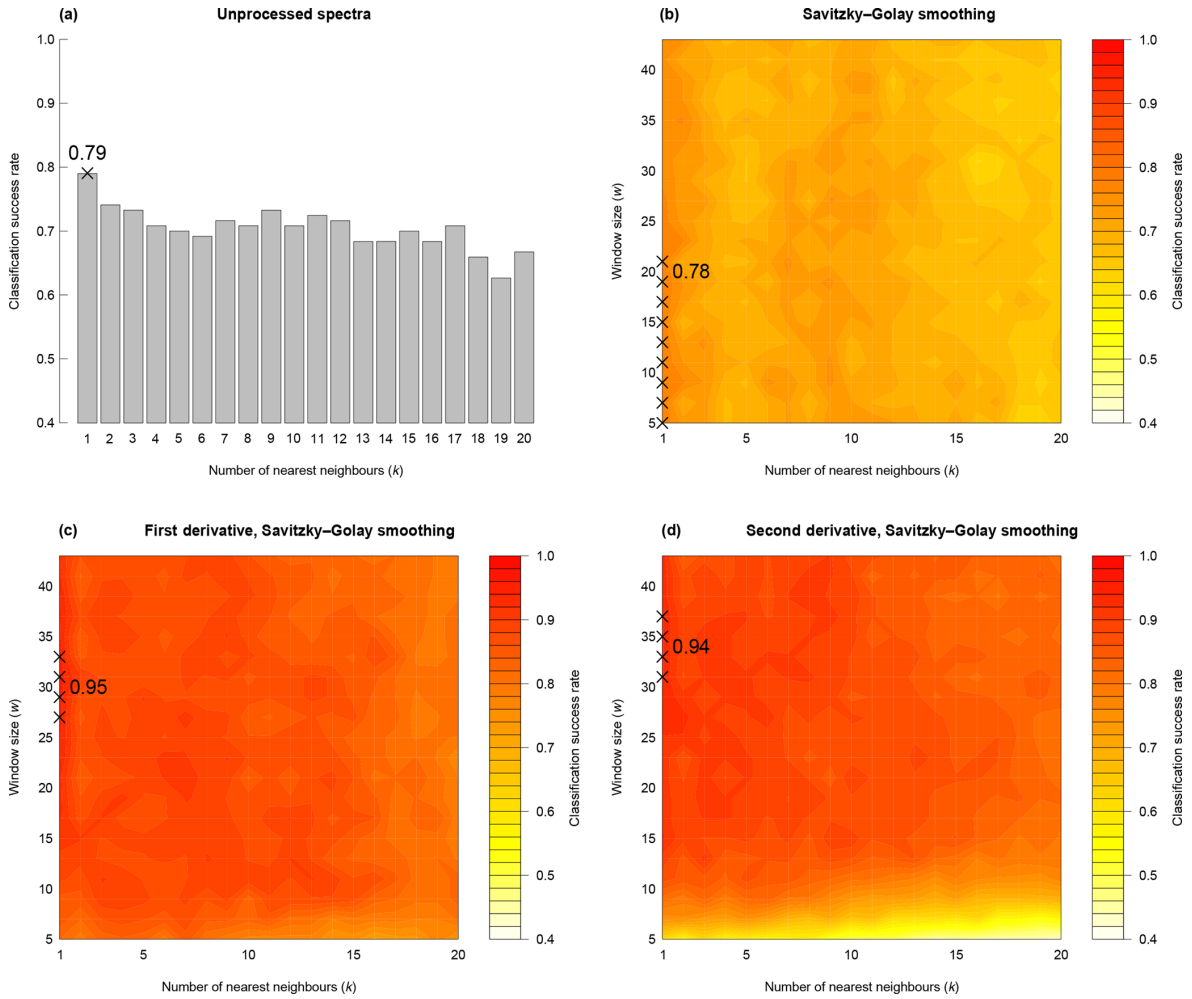 (a) Unprocessed spectra
1.0
0.9
0.8
0.7
0.6
0.5
0.4
Classification success rate
0.79
1 2 3 4 5 6 7 8 9 10 11 12 13 14 15 16 17 18 19 20
Number of nearest neighbours (k)
(b) Savitzky–Golay smoothing
40
35
30
25
20
15
10
5
Window size (w)
0.78
1 5 10 15 20
Number of nearest neighbours (k)
1.0
0.9
0.8
0.7
0.6
0.5
0.4
Classification success rate
(c) First derivative, Savitzky–Golay smoothing
40
35
30
25
20
15
10
5
Window size (w)
0.95
1 5 10 15 20
Number of nearest neighbours (k)
1.0
0.9
0.8
0.7
0.6
0.5
0.4
Classification success rate
(d) Second derivative, Savitzky–Golay smoothing
40
35
30
25
20
15
10
5
Window size (w)
0.94
1 5 10 15 20
Number of nearest neighbours (k)
1.0
0.9
0.8
0.7
0.6
0.5
0.4
Classification success rate